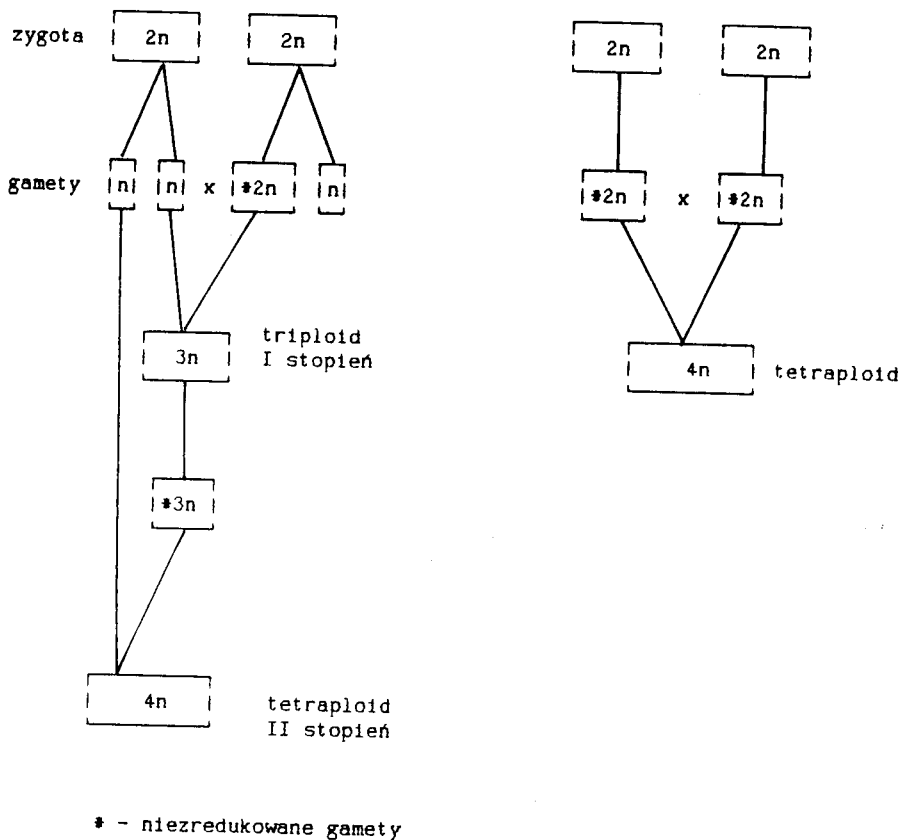 zygota 2n 2n 2n 2n
gamety n n x #2n n #2n x #2n
triploid
3n I stopień
4n tetraploid
#3n
4n tetraploid
II stopień
# - niezredukowane gamety